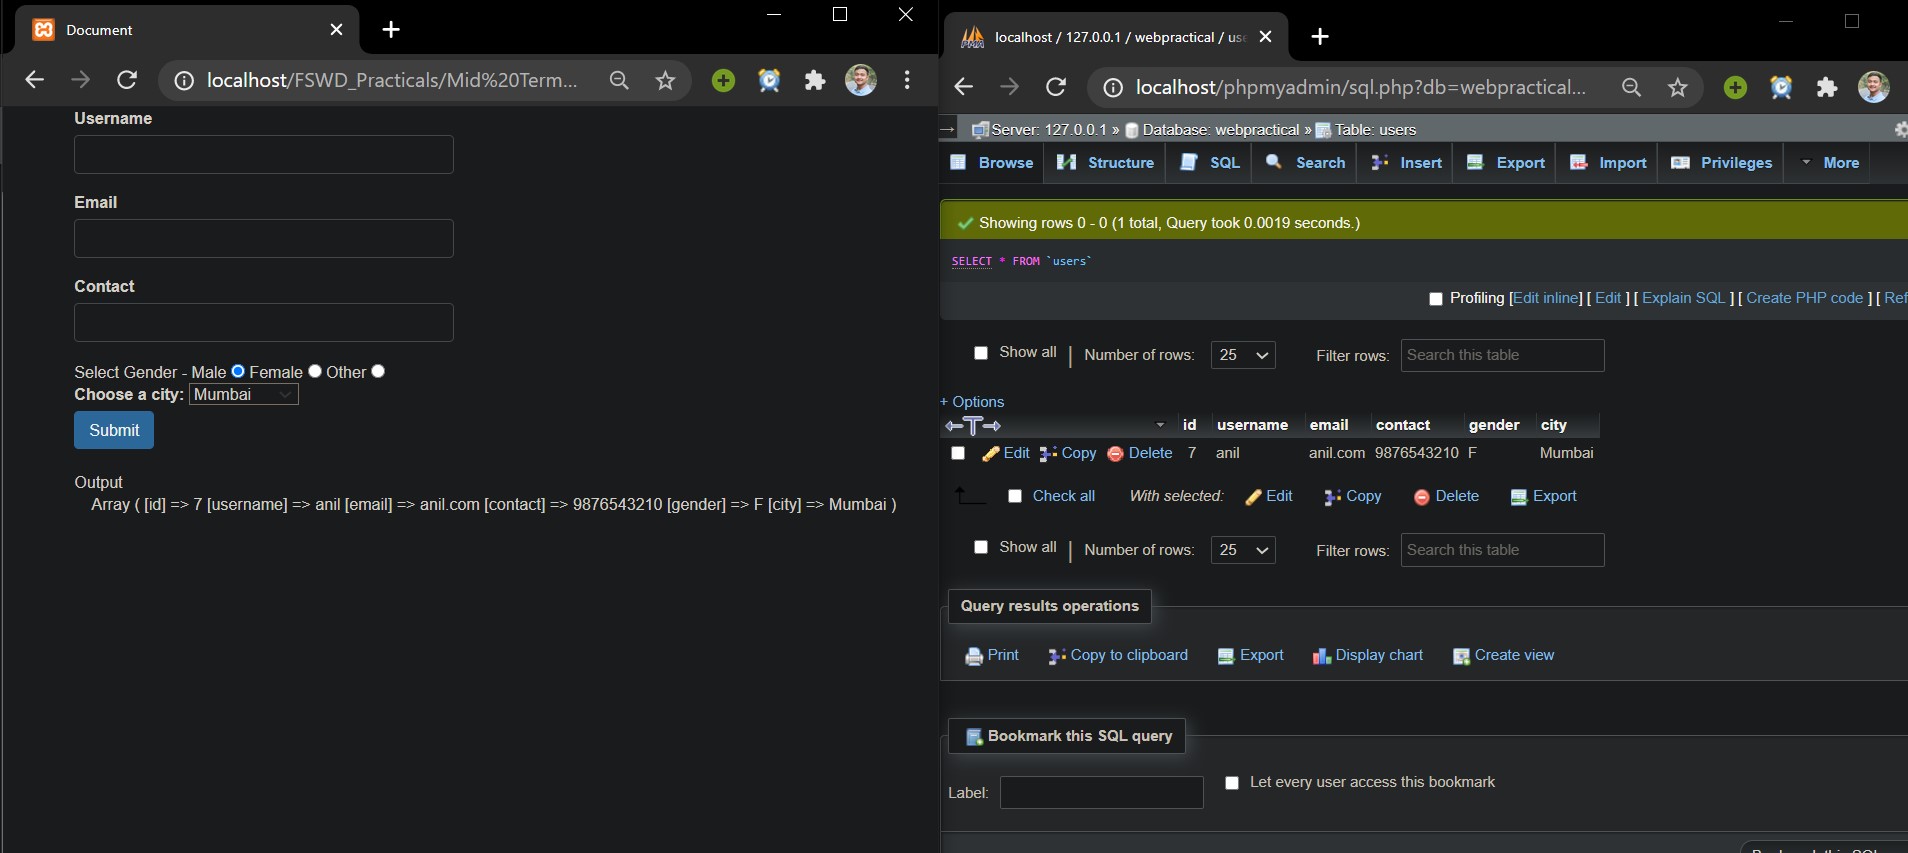 Document
localhost/FSWD_Practicals/Mid%20Term...
Username
Email
Contact
Select Gender - Male Female Other
Choose a city: Mumbai
Submit
Output
Array ( [id] => 7 [username] => anil [email] => anil.com [contact] => 9876543210 [gender] => F [city] => Mumbai )
localhost / 127.0.0.1 / webpractical / use
localhost/phpmyadmin/sql.php?db=webpractical...
Server: 127.0.0.1 » Database: webpractical » Table: users
Browse Structure SQL Search Insert Export Import Privileges More
Showing rows 0 - 0 (1 total, Query took 0.0019 seconds.)
SELECT * FROM `users`
Profiling [Edit inline] [ Edit ] [ Explain SQL ] [ Create PHP code ] [ Ref
Show all | Number of rows: 25 Filter rows: Search this table
+ Options
←T→ id username email contact gender city
Edit Copy Delete 7 anil anil.com 9876543210 F Mumbai
Check all With selected: Edit Copy Delete Export
Show all | Number of rows: 25 Filter rows: Search this table
Query results operations
Print Copy to clipboard Export Display chart Create view
Bookmark this SQL query
Label: Let every user access this bookmark